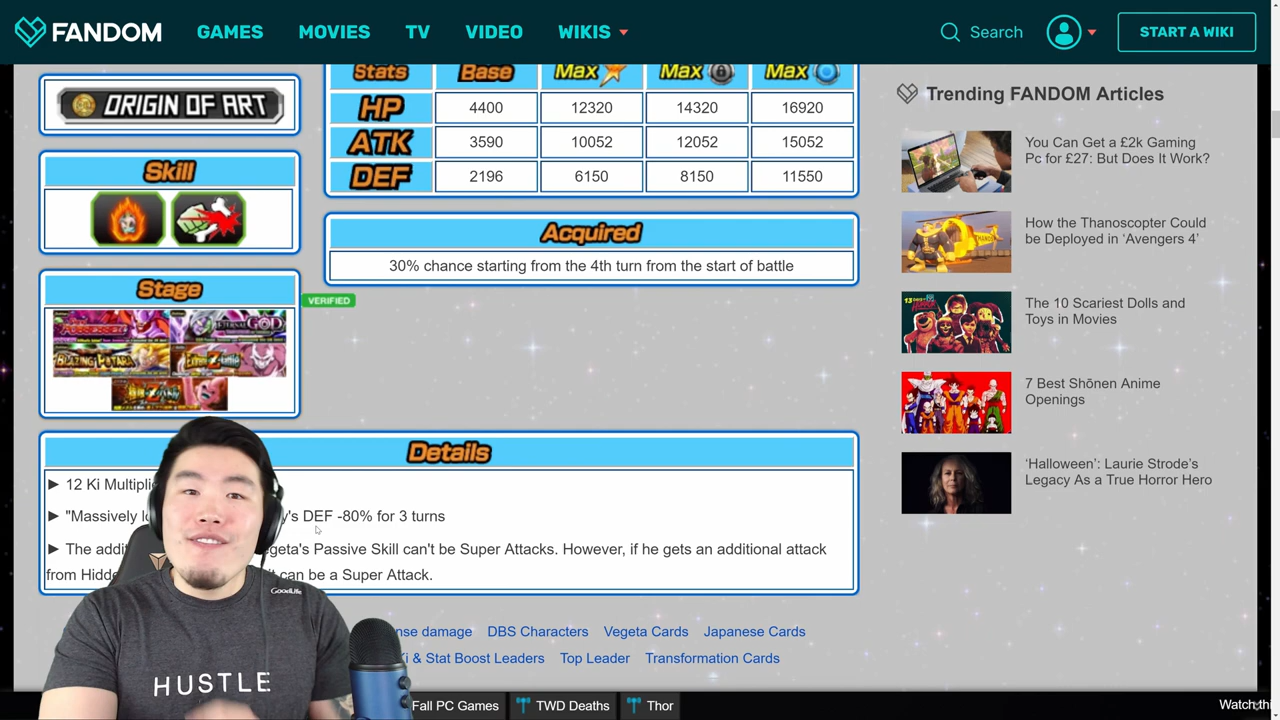 FANDOM GAMES MOVIES TV VIDEO WIKIS Search START A WIKI
ORIGIN OF ART
Skill
Stage
Stats Base Max Max Max
HP 4400 12320 14320 16920
ATK 3590 10052 12052 15052
DEF 2196 6150 8150 11550
Acquired
30% chance starting from the 4th turn from the start of battle
VERIFIED
ETERNAL GOD
BLAZING POTARA
Details
► 12 Ki
► "Massively DEF -80% for 3 turns
► The Passive Skill can't be Super Attacks. However, if he gets an additional attack
from can be a Super Attack.
damage DBS Characters Vegeta Cards Japanese Cards
& Stat Boost Leaders Top Leader Transformation Cards
Trending FANDOM Articles
You Can Get a £2k Gaming
Pc for £27: But Does It Work?
How the Thanoscopter Could
be Deployed in ‘Avengers 4’
The 10 Scariest Dolls and
Toys in Movies
7 Best Shōnen Anime
Openings
‘Halloween’: Laurie Strode’s
Legacy As a True Horror Hero
GoodLife
HUSTLE
Fall PC Games TWD Deaths Thor Watch